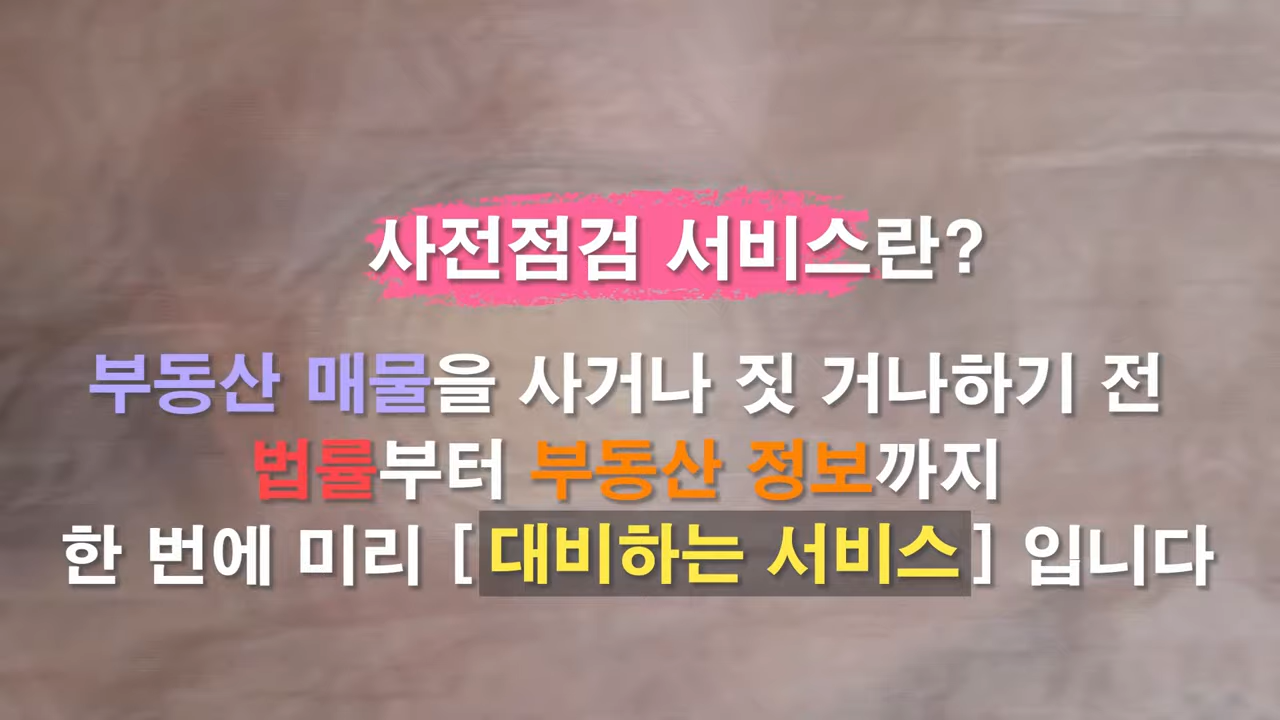 사전점검 서비스란?
부동산 매물을 사거나 짓 거나하기 전
법률부터 부동산 정보까지
한 번에 미리 [대비하는 서비스] 입니다